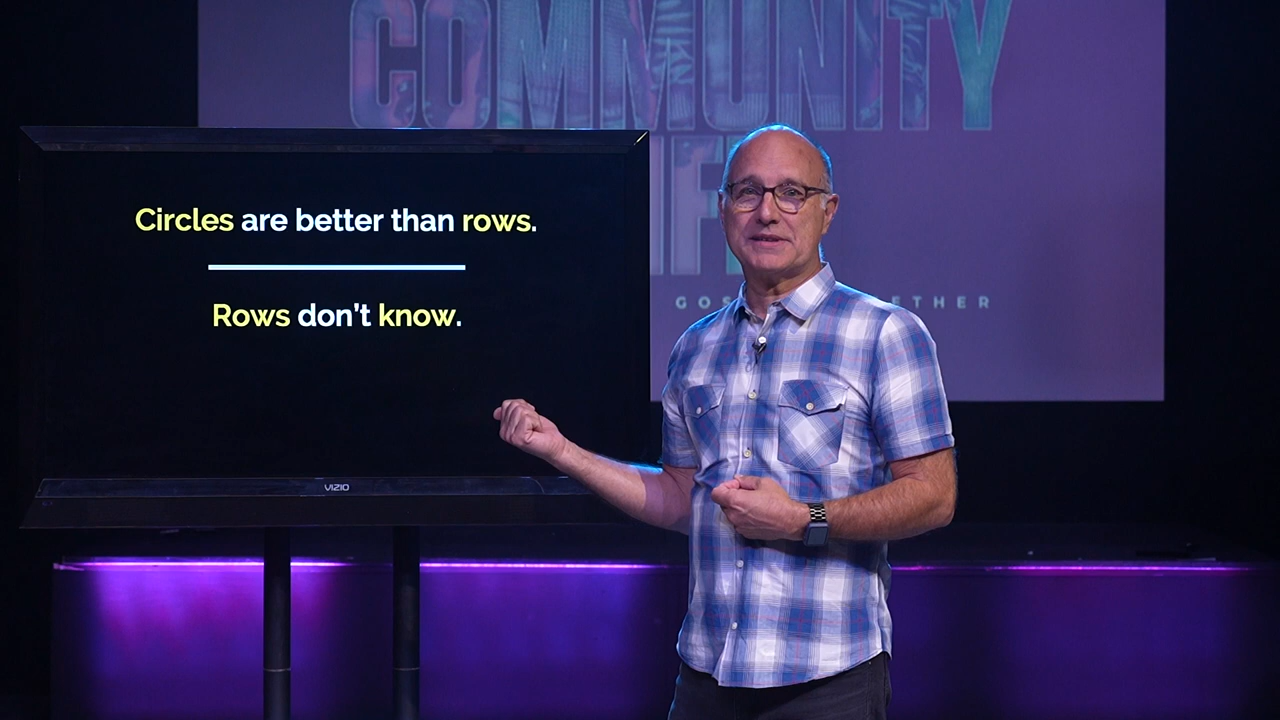 COMMUNITY
Circles are better than rows.
Rows don't know.
VIZIO